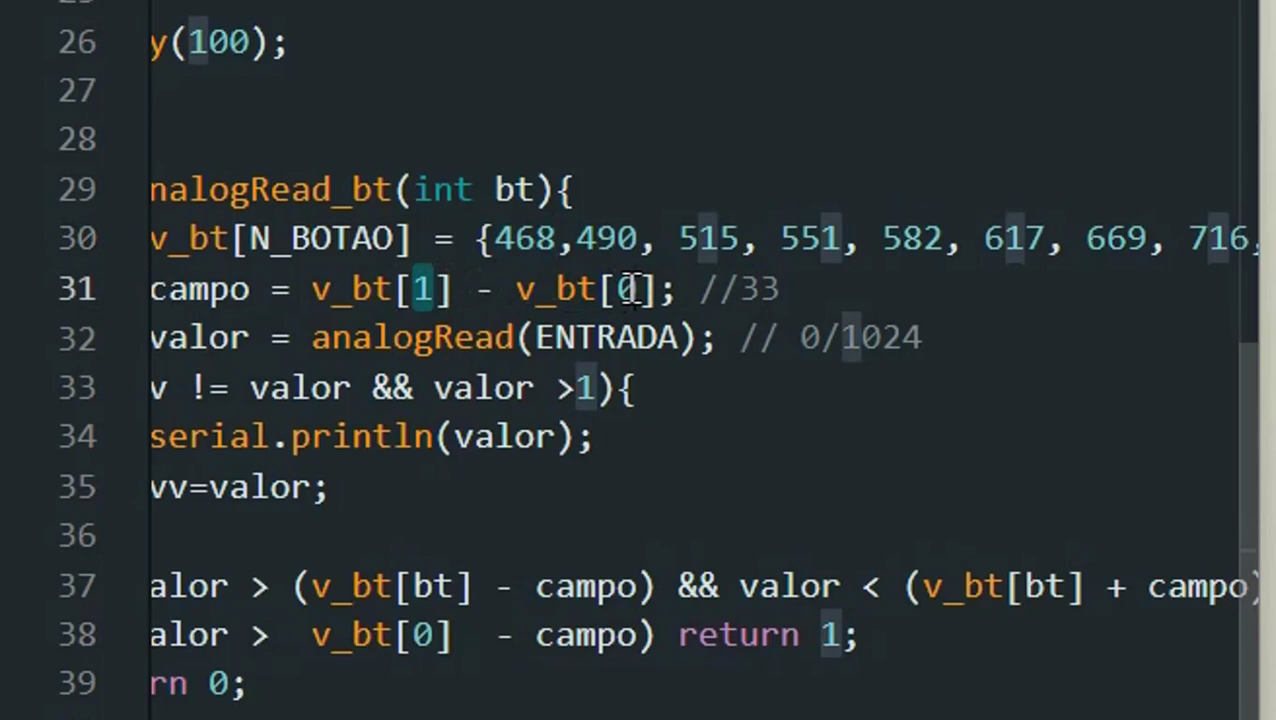 26 y(100);
27
28
29 nalogRead_bt(int bt){
30 v_bt[N_BOTAO] = {468,490, 515, 551, 582, 617, 669, 716,
31 campo = v_bt[1] - v_bt[0]; //33
32 valor = analogRead(ENTRADA); // 0/1024
33 v != valor && valor >1){
34 serial.println(valor);
35 vv=valor;
36
37 alor > (v_bt[bt] - campo) && valor < (v_bt[bt] + campo)
38 alor >  v_bt[0]  - campo) return 1;
39 rn 0;